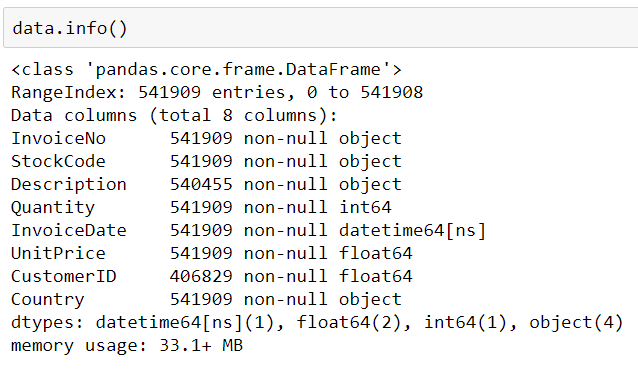 data.info()
<class 'pandas.core.frame.DataFrame'>
RangeIndex: 541909 entries, 0 to 541908
Data columns (total 8 columns):
InvoiceNo      541909 non-null object
StockCode      541909 non-null object
Description    540455 non-null object
Quantity       541909 non-null int64
InvoiceDate    541909 non-null datetime64[ns]
UnitPrice      541909 non-null float64
CustomerID     406829 non-null float64
Country        541909 non-null object
dtypes: datetime64[ns](1), float64(2), int64(1), object(4)
memory usage: 33.1+ MB